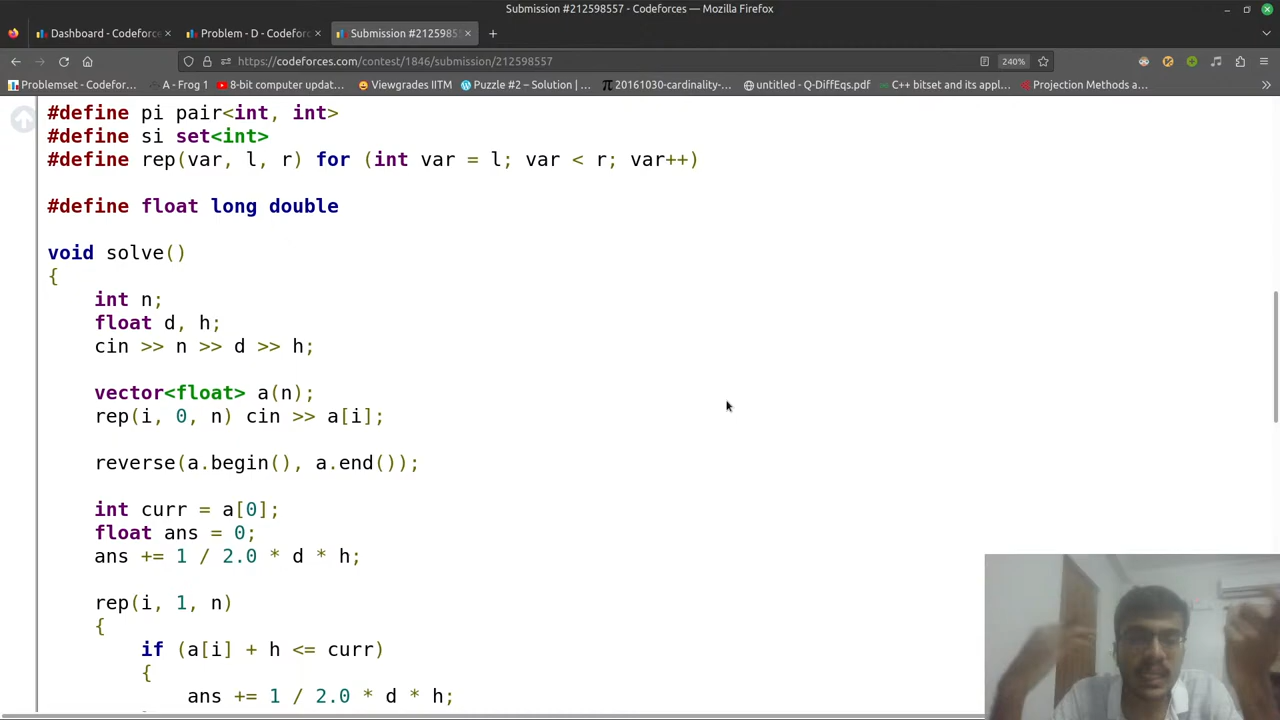 Submission #212598557 - Codeforces — Mozilla Firefox
Dashboard - Codeforce
Problem - D - Codefor
Submission #2125985
https://codeforces.com/contest/1846/submission/212598557
240%
Problemset - Codefor...
A - Frog 1
8-bit computer updat...
Viewgrades IITM
Puzzle #2 – Solution | ...
20161030-cardinality-...
untitled - Q-DiffEqs.pdf
C++ bitset and its appl...
Projection Methods a...
#define pi pair<int, int>
#define si set<int>
#define rep(var, l, r) for (int var = l; var < r; var++)
#define float long double
void solve()
{
int n;
float d, h;
cin >> n >> d >> h;
vector<float> a(n);
rep(i, 0, n) cin >> a[i];
reverse(a.begin(), a.end());
int curr = a[0];
float ans = 0;
ans += 1 / 2.0 * d * h;
rep(i, 1, n)
{
if (a[i] + h <= curr)
{
ans += 1 / 2.0 * d * h;